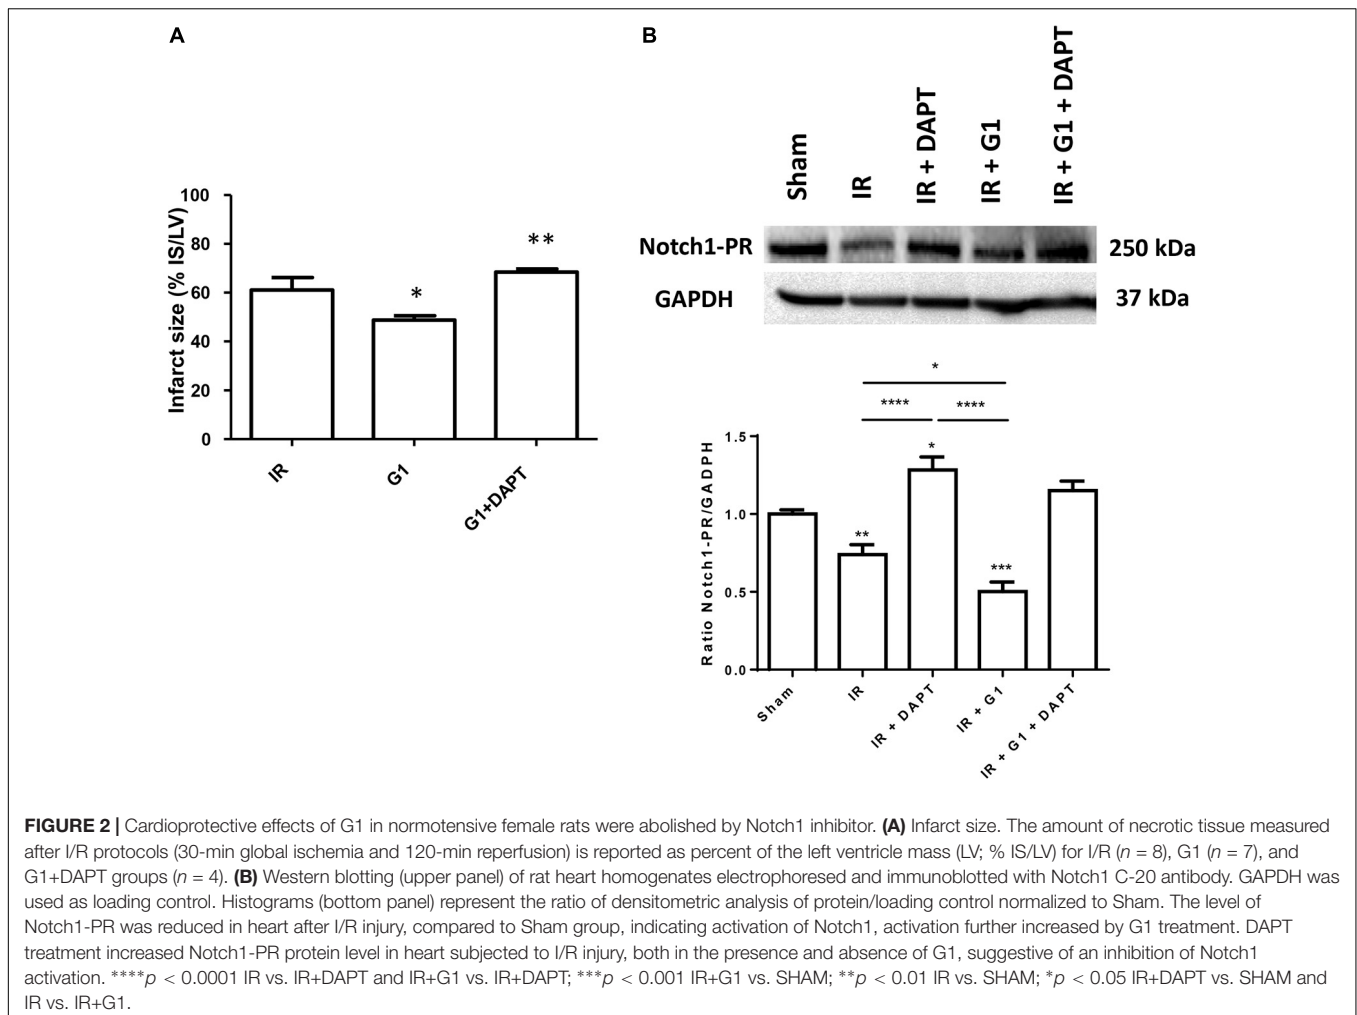 A
100
80
60
40
20
0
Infarct size (% IS/LV)
*
**
IR
G1
G1+DAPT
B
Sham
IR
IR + DAPT
IR + G1
IR + G1 + DAPT
Notch1-PR
250 kDa
GAPDH
37 kDa
*
****
****
1.5
1.0
0.5
0.0
Ratio Notch1-PR/GADPH
**
*
***
Sham
IR
IR + DAPT
IR + G1
IR + G1 + DAPT
FIGURE 2 | Cardioprotective effects of G1 in normotensive female rats were abolished by Notch1 inhibitor. (A) Infarct size. The amount of necrotic tissue measured
after I/R protocols (30-min global ischemia and 120-min reperfusion) is reported as percent of the left ventricle mass (LV; % IS/LV) for I/R (n = 8), G1 (n = 7), and
G1+DAPT groups (n = 4). (B) Western blotting (upper panel) of rat heart homogenates electrophoresed and immunoblotted with Notch1 C-20 antibody. GAPDH was
used as loading control. Histograms (bottom panel) represent the ratio of densitometric analysis of protein/loading control normalized to Sham. The level of
Notch1-PR was reduced in heart after I/R injury, compared to Sham group, indicating activation of Notch1, activation further increased by G1 treatment. DAPT
treatment increased Notch1-PR protein level in heart subjected to I/R injury, both in the presence and absence of G1, suggestive of an inhibition of Notch1
activation. ****p < 0.0001 IR vs. IR+DAPT and IR+G1 vs. IR+DAPT; ***p < 0.001 IR+G1 vs. SHAM; **p < 0.01 IR vs. SHAM; *p < 0.05 IR+DAPT vs. SHAM and
IR vs. IR+G1.